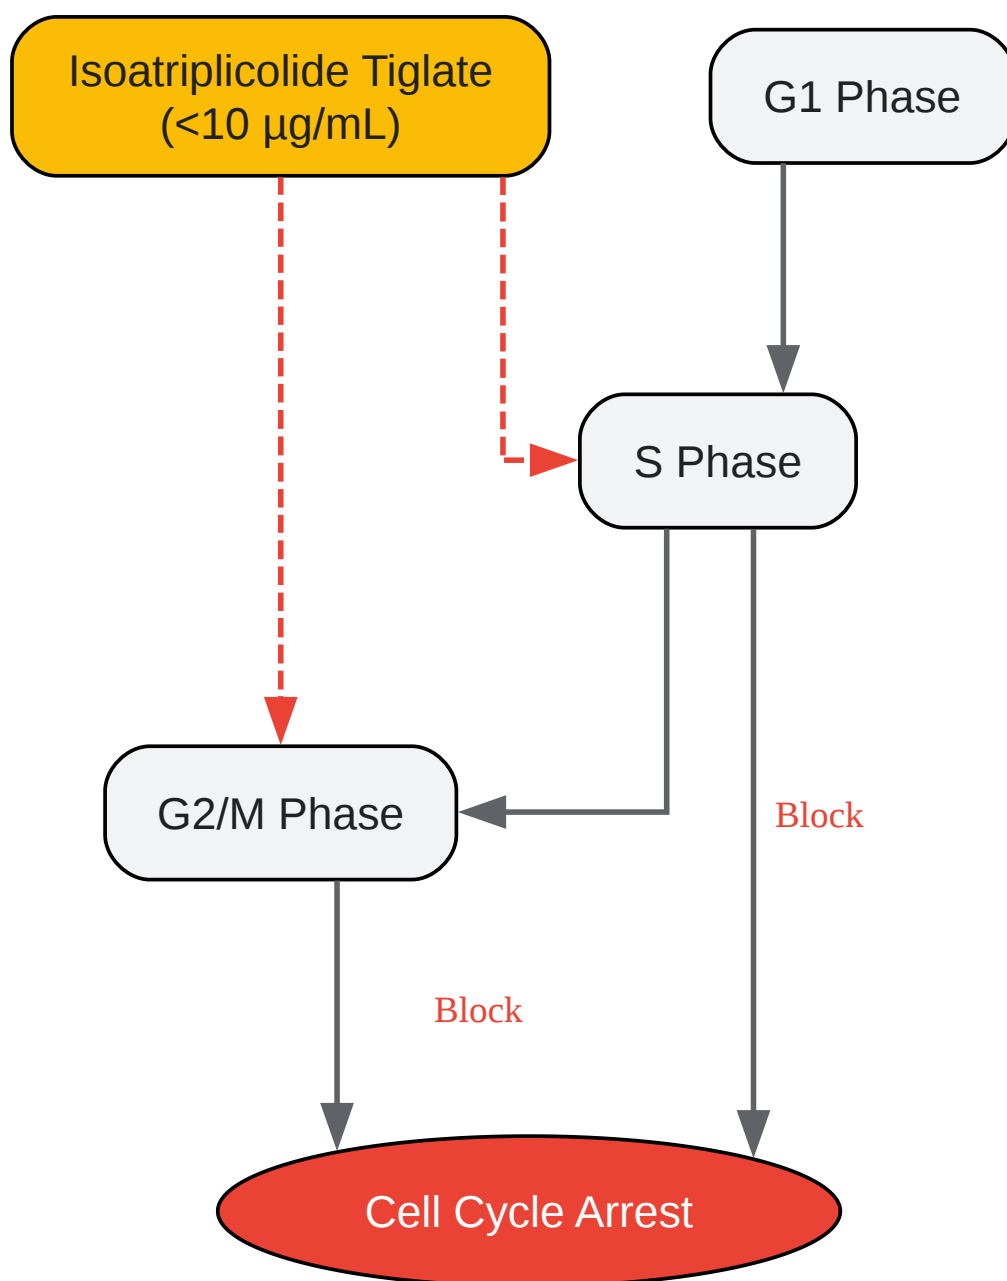 Isoatriplicolide Tiglate
(<10 µg/mL)
G1 Phase
S Phase
G2/M Phase
Block
Block
Cell Cycle Arrest